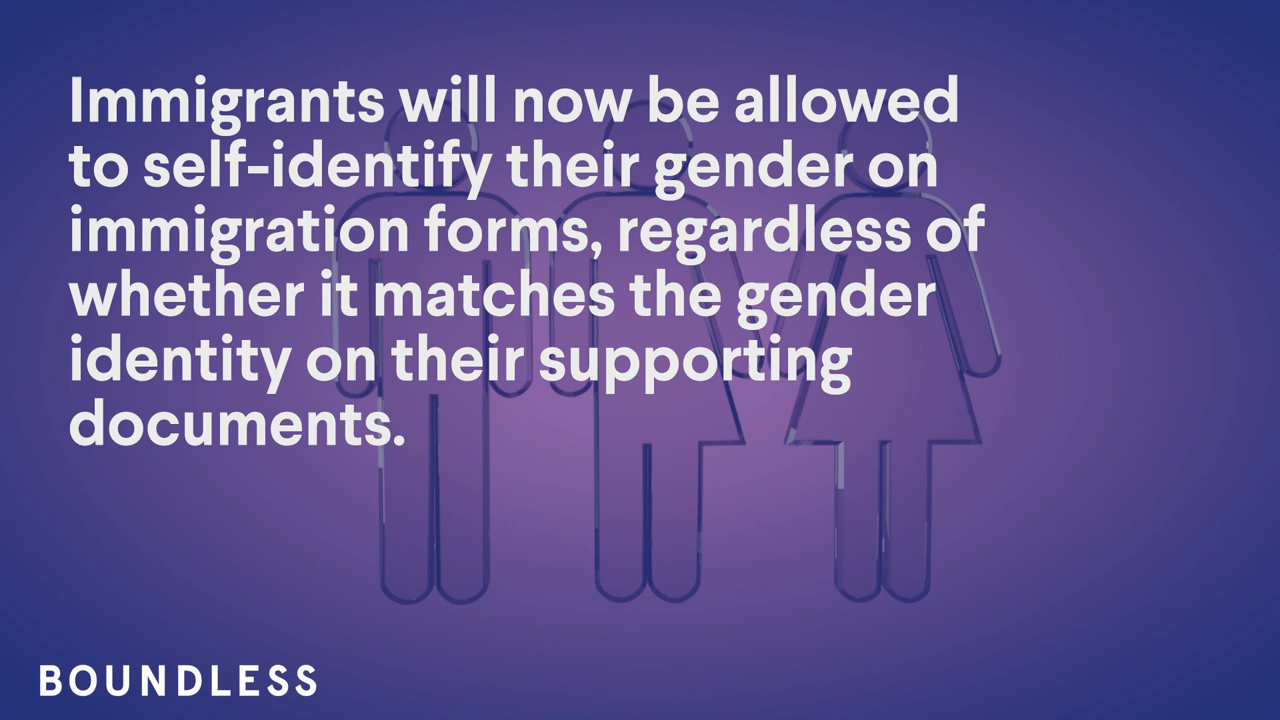 Immigrants will now be allowed
to self-identify their gender on
immigration forms, regardless of
whether it matches the gender
identity on their supporting
documents.
BOUNDLESS